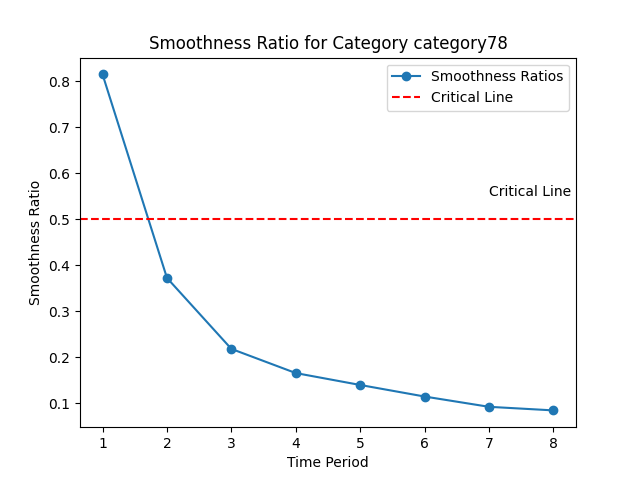 Smoothness Ratio for Category category78
Smoothness Ratios
Critical Line
Critical Line
Smoothness Ratio
0.8
0.7
0.6
0.5
0.4
0.3
0.2
0.1
1 2 3 4 5 6 7 8
Time Period